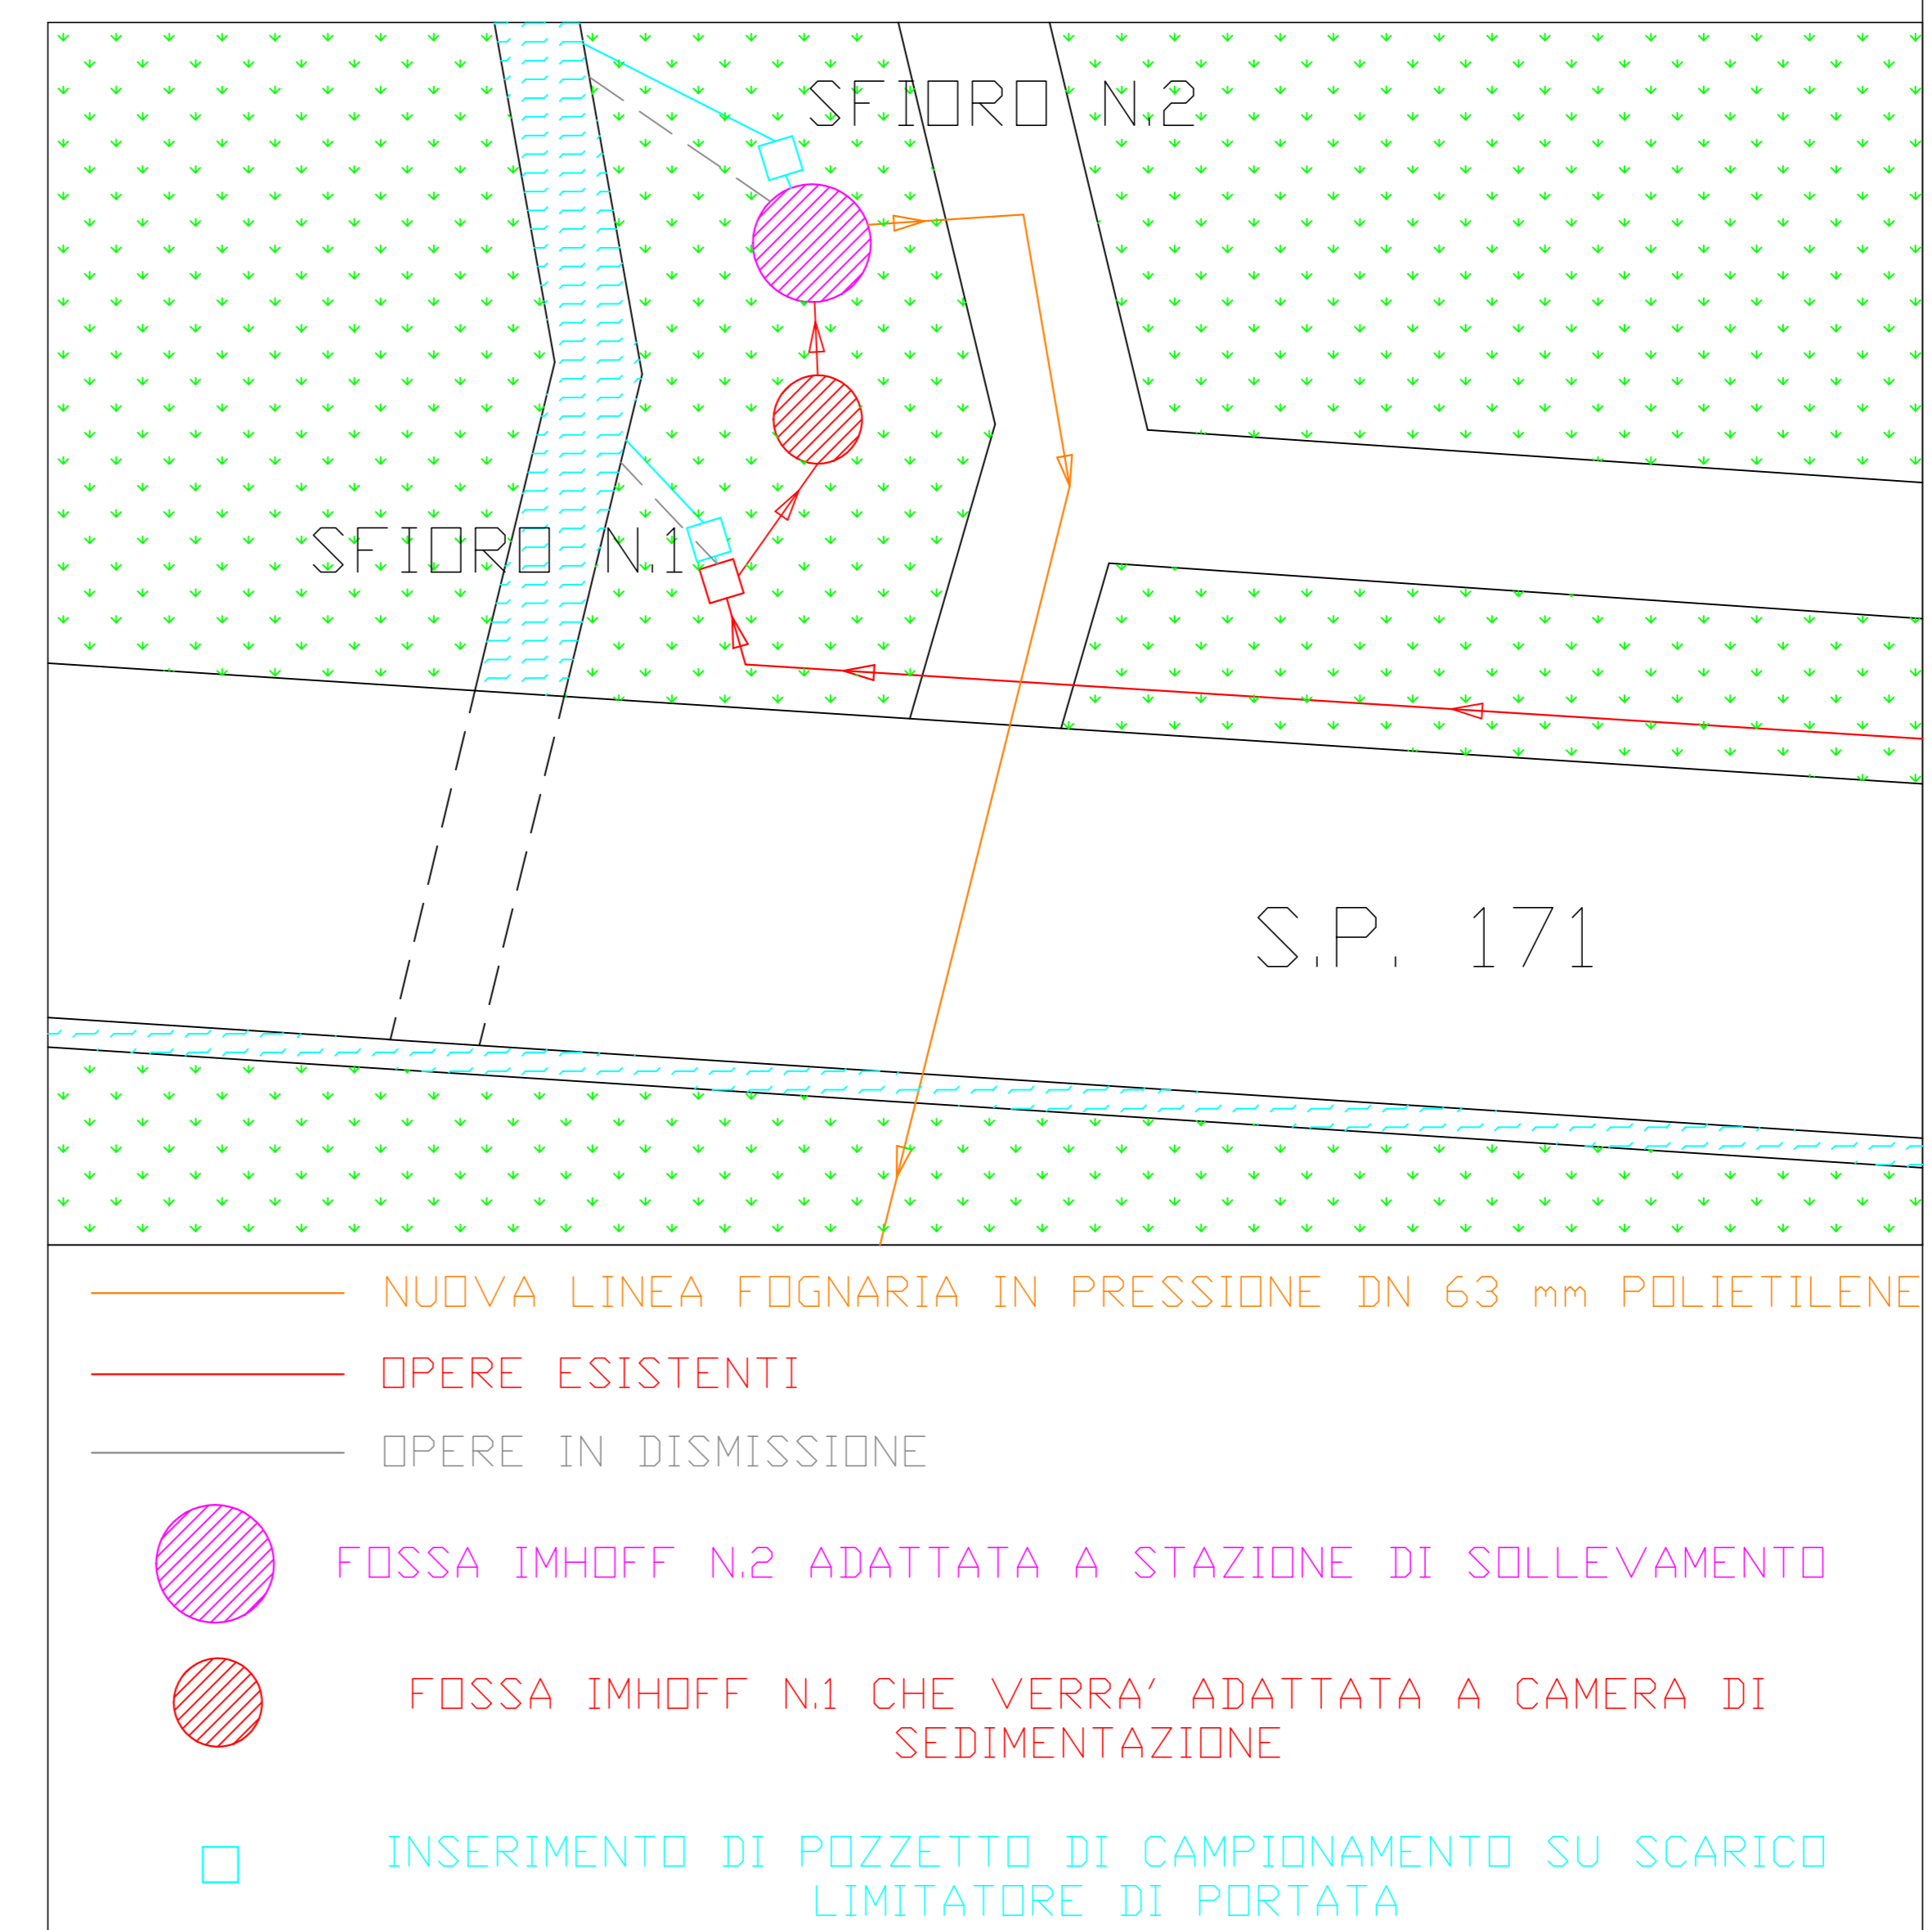 SFIORO N.2
SFIORO N.1
S.P. 171
NUOVA LINEA FOGNARIA IN PRESSIONE DN 63 mm POLIETILENE
OPERE ESISTENTI
OPERE IN DISMISSIONE
FOSSA IMHOFF N.2 ADATTATA A STAZIONE DI SOLLEVAMENTO
FOSSA IMHOFF N.1 CHE VERRA' ADATTATA A CAMERA DI
SEDIMENTAZIONE
INSERIMENTO DI POZZETTO DI CAMPIONAMENTO SU SCARICO
LIMITATORE DI PORTATA